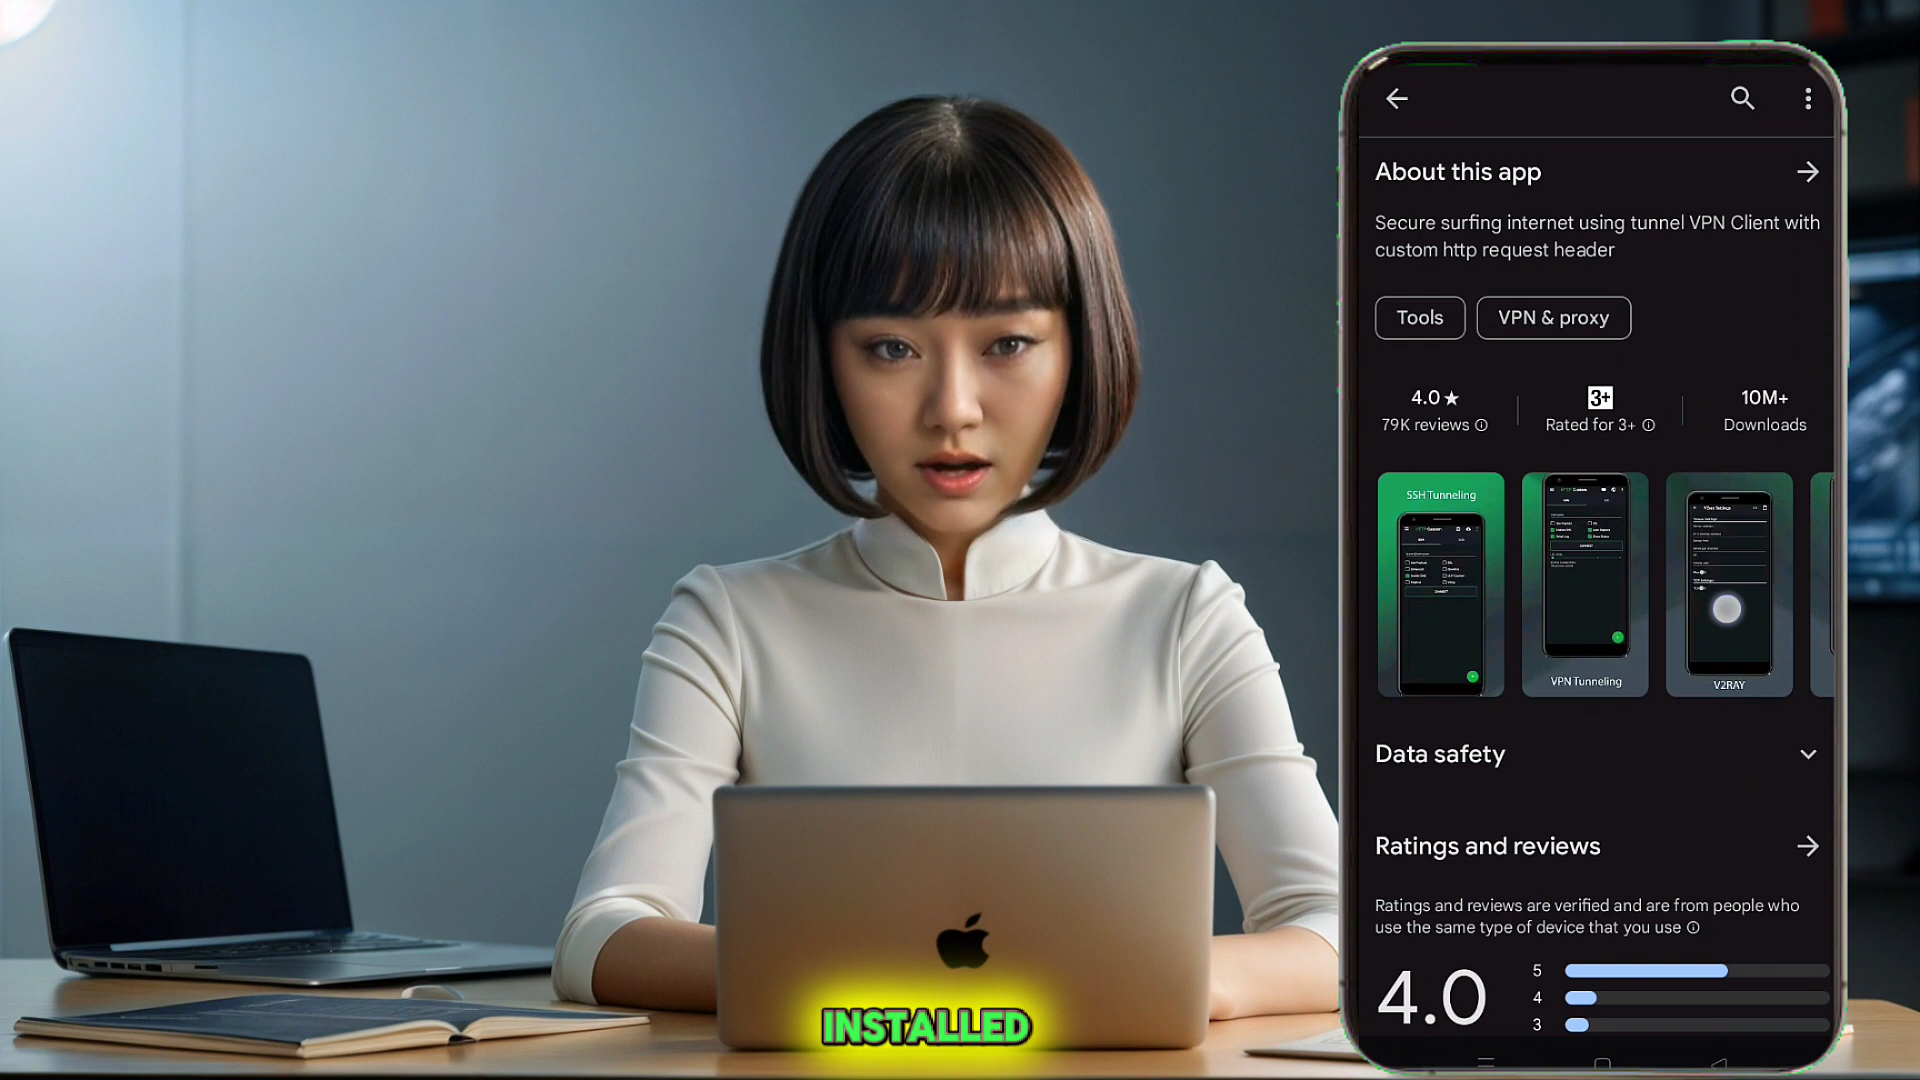 About this app
Secure surfing internet using tunnel VPN Client with
custom http request header
Tools
VPN & proxy
4.0★
79K reviews
3+
Rated for 3+
10M+
Downloads
SSH Tunneling
VPN Tunneling
V2RAY
Data safety
Ratings and reviews
Ratings and reviews are verified and are from people who
use the same type of device that you use
4.0
5
4
3
INSTALLED